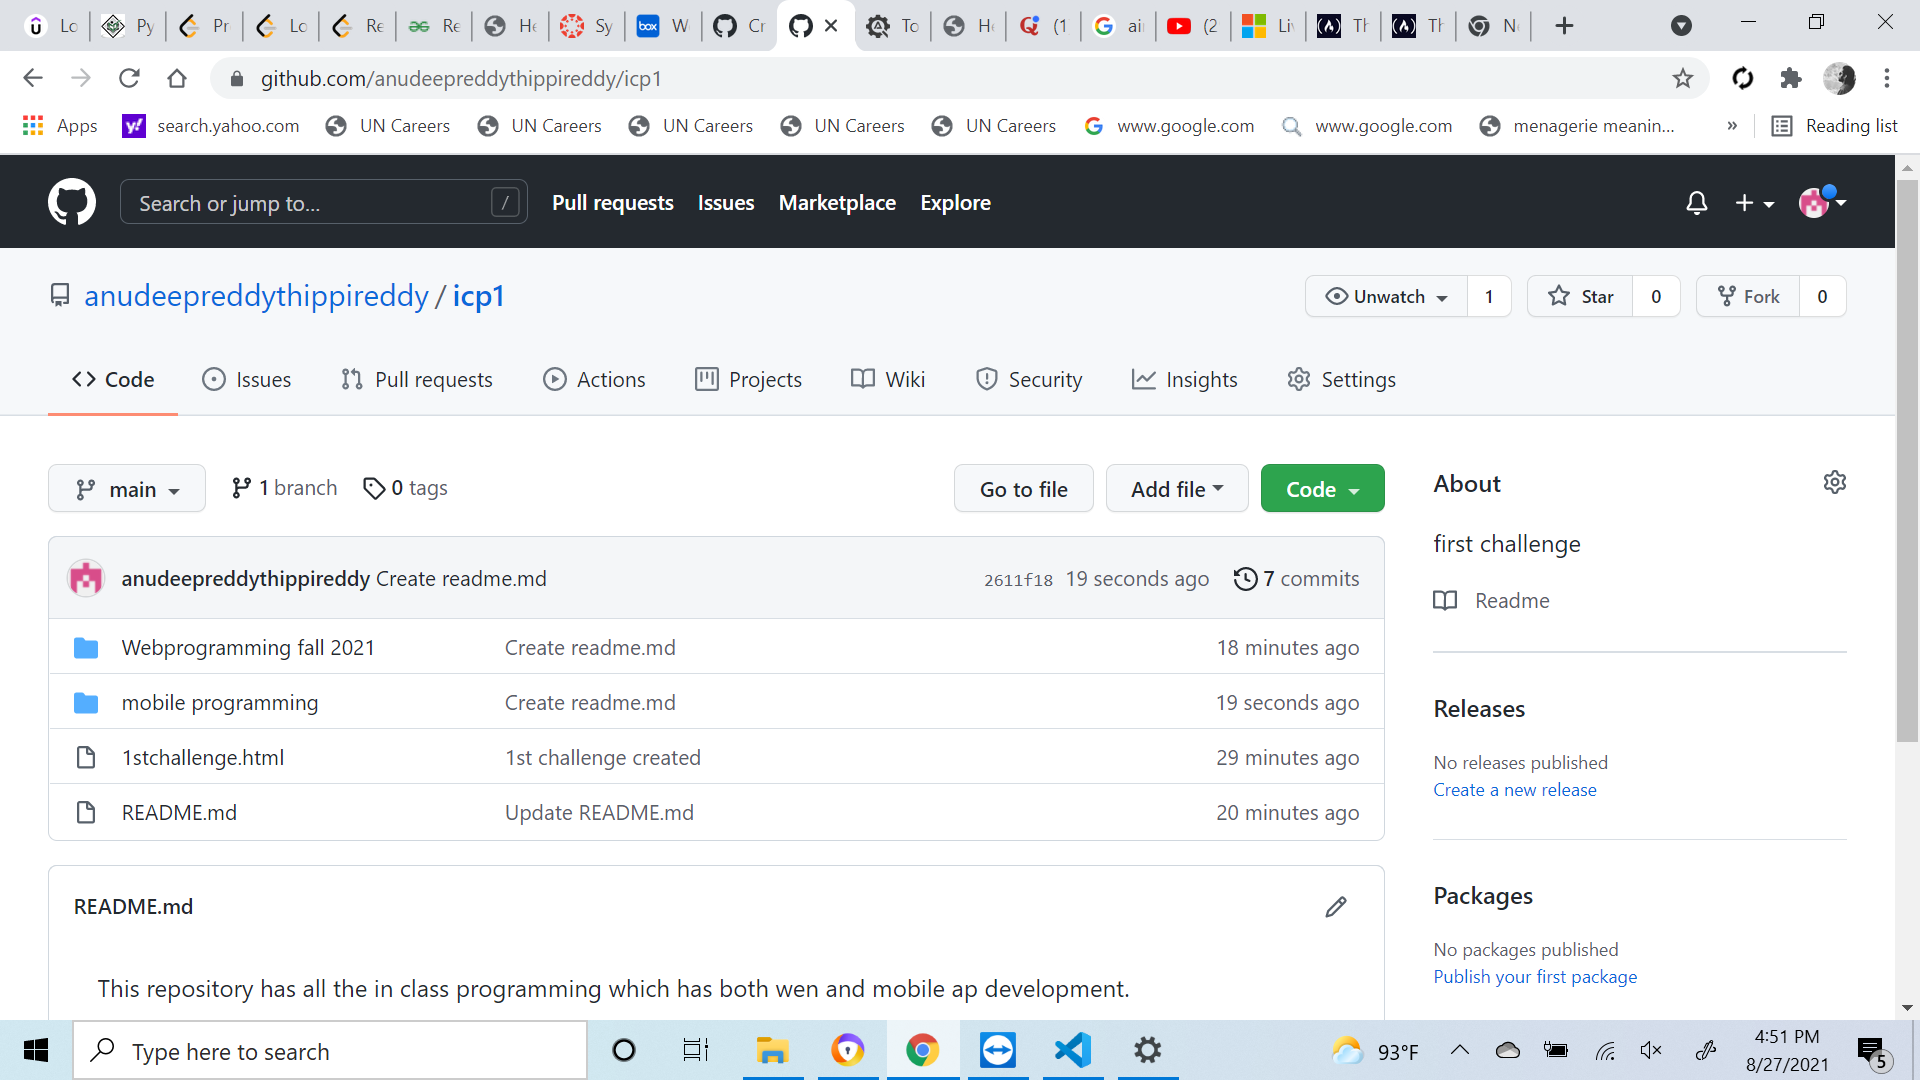 Lo Py Pr Lo Re Re He Sy W Cr To He (1 ai (2 Liv Th Th Ne
github.com/anudeepreddythippireddy/icp1
Apps search.yahoo.com UN Careers UN Careers UN Careers UN Careers UN Careers www.google.com www.google.com menagerie meanin... » Reading list
Search or jump to... / Pull requests Issues Marketplace Explore
anudeepreddythippireddy / icp1 Unwatch 1 Star 0 Fork 0
Code Issues Pull requests Actions Projects Wiki Security Insights Settings
main 1 branch 0 tags Go to file Add file Code
About
first challenge
Readme
anudeepreddythippireddy Create readme.md 2611f18 19 seconds ago 7 commits
Webprogramming fall 2021 Create readme.md 18 minutes ago
mobile programming Create readme.md 19 seconds ago
1stchallenge.html 1st challenge created 29 minutes ago
README.md Update README.md 20 minutes ago
Releases
No releases published
Create a new release
README.md
This repository has all the in class programming which has both wen and mobile ap development.
Packages
No packages published
Publish your first package
Type here to search 93°F 4:51 PM
8/27/2021 5